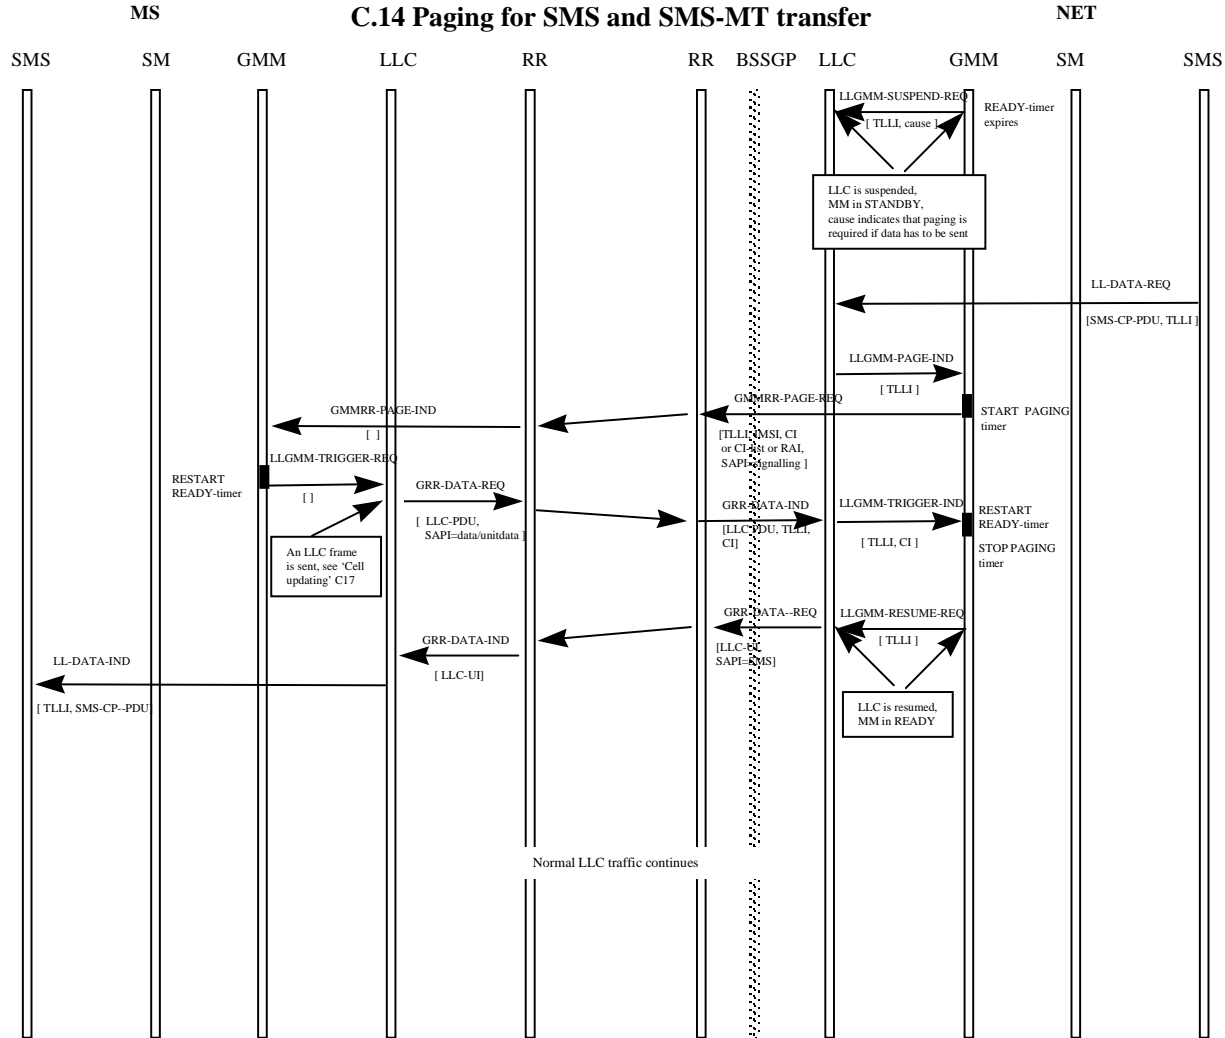 MS C.14 Paging for SMS and SMS-MT transfer NET
SMS SM GMM LLC RR RR BSSGP LLC GMM SM SMS
LLGMM-SUSPEND-REQ
[ TLLI, cause ]
READY-timer
expires
LLC is suspended,
MM in STANDBY,
cause indicates that paging is
required if data has to be sent
LL-DATA-REQ
[SMS-CP-PDU, TLLI ]
LLGMM-PAGE-IND
[ TLLI ]
GMMRR-PAGE-REQ
[TLLI, IMSI, CI
or CI-list or RAI,
SAPI=signalling ]
START PAGING
timer
GMMRR-PAGE-IND
[ ]
LLGMM-TRIGGER-REQ
[ ]
RESTART
READY-timer
GRR-DATA-REQ
[ LLC-PDU,
SAPI=data/unitdata ]
An LLC frame
is sent, see ‘Cell
updating’ C17
GRR-DATA-IND
[LLC-PDU, TLLI,
CI]
LLGMM-TRIGGER-IND
[ TLLI, CI ]
RESTART
READY-timer
STOP PAGING
timer
GRR-DATA--REQ
[LLC-UI,
SAPI=SMS]
LLGMM-RESUME-REQ
[ TLLI ]
LLC is resumed,
MM in READY
GRR-DATA-IND
[ LLC-UI]
LL-DATA-IND
[ TLLI, SMS-CP--PDU]
Normal LLC traffic continues